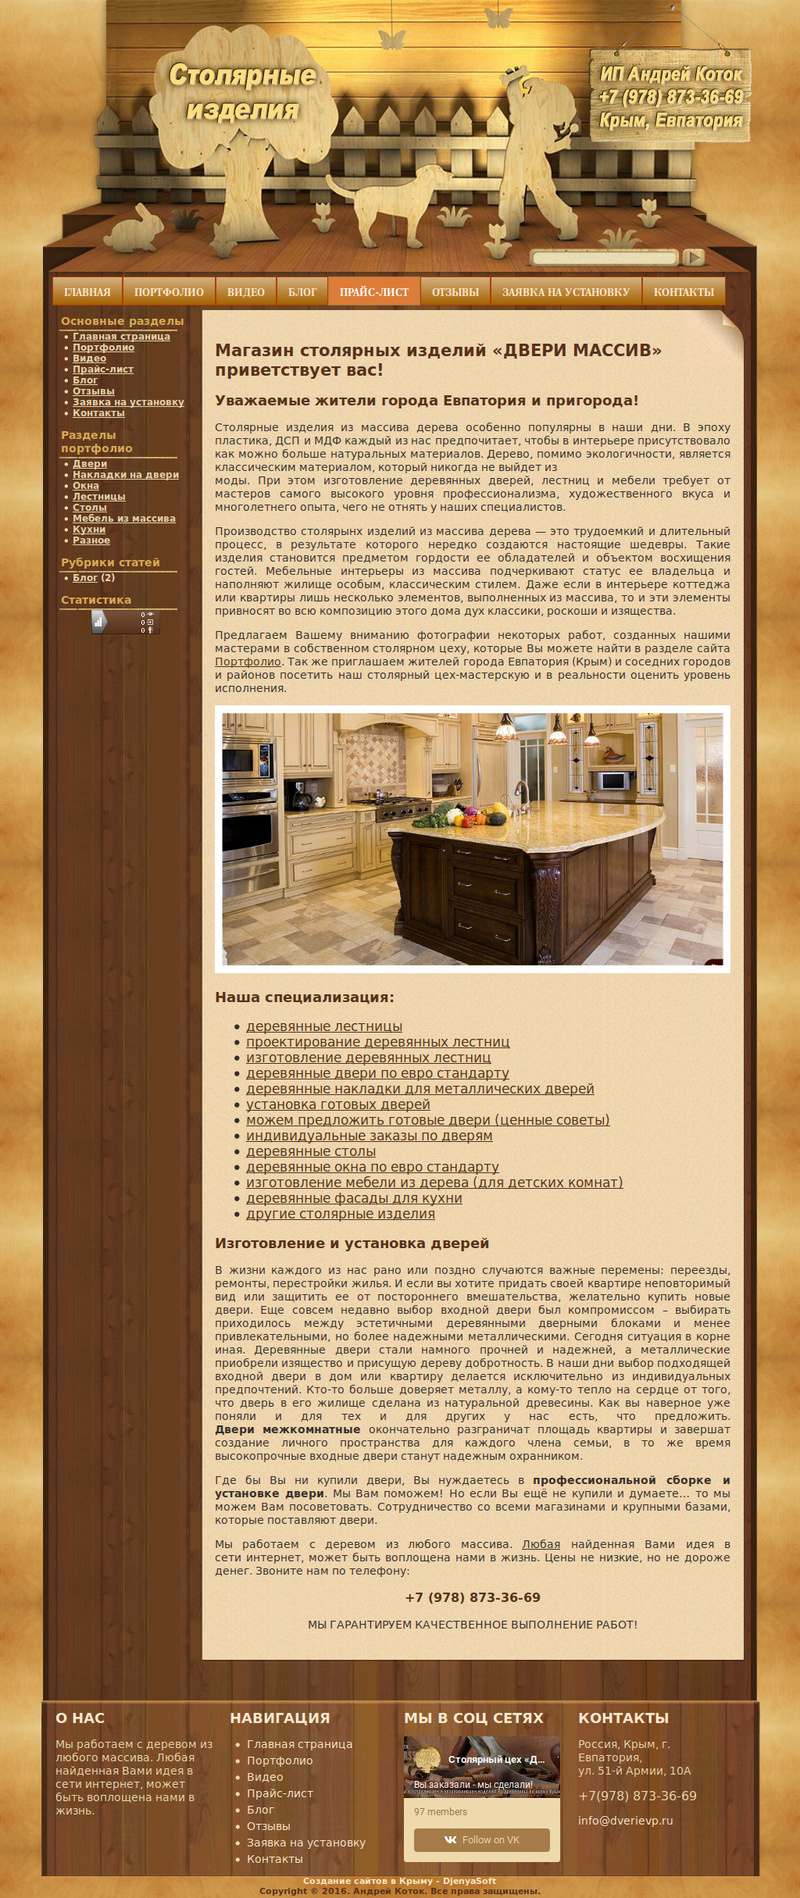 Столярные
изделия
ИП Андрей Коток
+7 (978) 873-36-69
Крым, Евпатория
ГЛАВНАЯ ПОРТФОЛИО ВИДЕО БЛОГ ПРАЙС-ЛИСТ ОТЗЫВЫ ЗАЯВКА НА УСТАНОВКУ КОНТАКТЫ
Основные разделы
Главная страница
Портфолио
Видео
Прайс-лист
Блог
Отзывы
Заявка на установку
Контакты
Разделы
портфолио
Двери
Накладки на двери
Окна
Лестницы
Столы
Мебель из массива
Кухни
Разное
Рубрики статей
Блог (2)
Статистика
0
0
0
Магазин столярных изделий «ДВЕРИ МАССИВ»
приветствует вас!
Уважаемые жители города Евпатория и пригорода!
Столярные изделия из массива дерева особенно популярны в наши дни. В эпоху
пластика, ДСП и МДФ каждый из нас предпочитает, чтобы в интерьере присутствовало
как можно больше натуральных материалов. Дерево, помимо экологичности, является
классическим материалом, который никогда не выйдет из
моды. При этом изготовление деревянных дверей, лестниц и мебели требует от
мастеров самого высокого уровня профессионализма, художественного вкуса и
многолетнего опыта, чего не отнять у наших специалистов.
Производство столярынх изделий из массива дерева — это трудоемкий и длительный
процесс, в результате которого нередко создаются настоящие шедевры. Такие
изделия становится предметом гордости ее обладателей и объектом восхищения
гостей. Мебельные интерьеры из массива подчеркивают статус ее владельца и
наполняют жилище особым, классическим стилем. Даже если в интерьере коттеджа
или квартиры лишь несколько элементов, выполненных из массива, то и эти элементы
привносят во всю композицию этого дома дух классики, роскоши и изящества.
Предлагаем Вашему вниманию фотографии некоторых работ, созданных нашими
мастерами в собственном столярном цеху, которые Вы можете найти в разделе сайта
Портфолио. Так же приглашаем жителей города Евпатория (Крым) и соседних городов
и районов посетить наш столярный цех-мастерскую и в реальности оценить уровень
исполнения.
Наша специализация:
деревянные лестницы
проектирование деревянных лестниц
изготовление деревянных лестниц
деревянные двери по евро стандарту
деревянные накладки для металлических дверей
установка готовых дверей
можем предложить готовые двери (ценные советы)
индивидуальные заказы по дверям
деревянные столы
деревянные окна по евро стандарту
изготовление мебели из дерева (для детских комнат)
деревянные фасады для кухни
другие столярные изделия
Изготовление и установка дверей
В жизни каждого из нас рано или поздно случаются важные перемены: переезды,
ремонты, перестройки жилья. И если вы хотите придать своей квартире неповторимый
вид или защитить ее от постороннего вмешательства, желательно купить новые
двери. Еще совсем недавно выбор входной двери был компромиссом – выбирать
приходилось между эстетичными деревянными дверными блоками и менее
привлекательными, но более надежными металлическими. Сегодня ситуация в корне
иная. Деревянные двери стали намного прочней и надежней, а металлические
приобрели изящество и присущую дереву добротность. В наши дни выбор подходящей
входной двери в дом или квартиру делается исключительно из индивидуальных
предпочтений. Кто-то больше доверяет металлу, а кому-то тепло на сердце от того,
что дверь в его жилище сделана из натуральной древесины. Как вы наверное уже
поняли и для тех и для других у нас есть, что предложить.
Двери межкомнатные окончательно разграничат площадь квартиры и завершат
создание личного пространства для каждого члена семьи, в то же время
высокопрочные входные двери станут надежным охранником.
Где бы Вы ни купили двери, Вы нуждаетесь в профессиональной сборке и
установке двери. Мы Вам поможем! Но если Вы ещё не купили и думаете... то мы
можем Вам посоветовать. Сотрудничество со всеми магазинами и крупными базами,
которые поставляют двери.
Мы работаем с деревом из любого массива. Любая найденная Вами идея в
сети интернет, может быть воплощена нами в жизнь. Цены не низкие, но не дороже
денег. Звоните нам по телефону:
+7 (978) 873-36-69
МЫ ГАРАНТИРУЕМ КАЧЕСТВЕННОЕ ВЫПОЛНЕНИЕ РАБОТ!
О НАС
Мы работаем с деревом из
любого массива. Любая
найденная Вами идея в
сети интернет, может
быть воплощена нами в
жизнь.
НАВИГАЦИЯ
Главная страница
Портфолио
Видео
Прайс-лист
Блог
Отзывы
Заявка на установку
Контакты
МЫ В СОЦ СЕТЯХ
Столярный цех «Д...
Вы заказали - мы сделали!
97 members
Follow on VK
КОНТАКТЫ
Россия, Крым, г.
Евпатория,
ул. 51-й Армии, 10А
+7(978) 873-36-69
info@dverievp.ru
Создание сайтов в Крыму - DjenyaSoft
Copyright © 2016. Андрей Коток. Все права защищены.